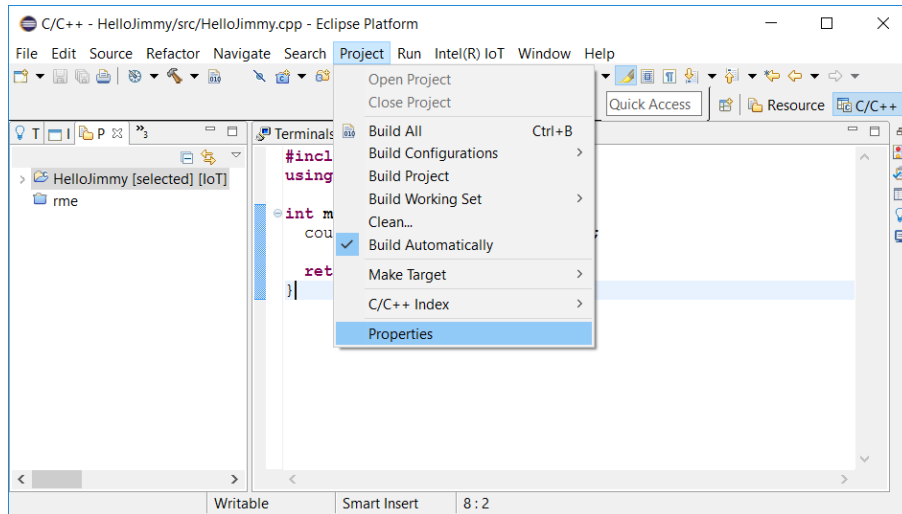 C/C++ - HelloJimmy/src/HelloJimmy.cpp - Eclipse Platform
File Edit Source Refactor Navigate Search Project Run Intel(R) IoT Window Help
Quick Access Resource C/C++
T I P 3
Terminals
Open Project
Close Project
Build All Ctrl+B
Build Configurations
Build Project
Build Working Set
Clean...
Build Automatically
Make Target
C/C++ Index
Properties
HelloJimmy [selected] [IoT]
rme
#incl
using
int m
cou ;
ret
}
Writable Smart Insert 8 : 2